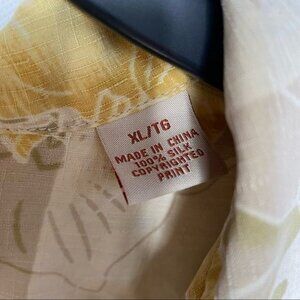 XL/TG
MADE IN CHINA
100% SILK
COPYRIGHTED
PRINT